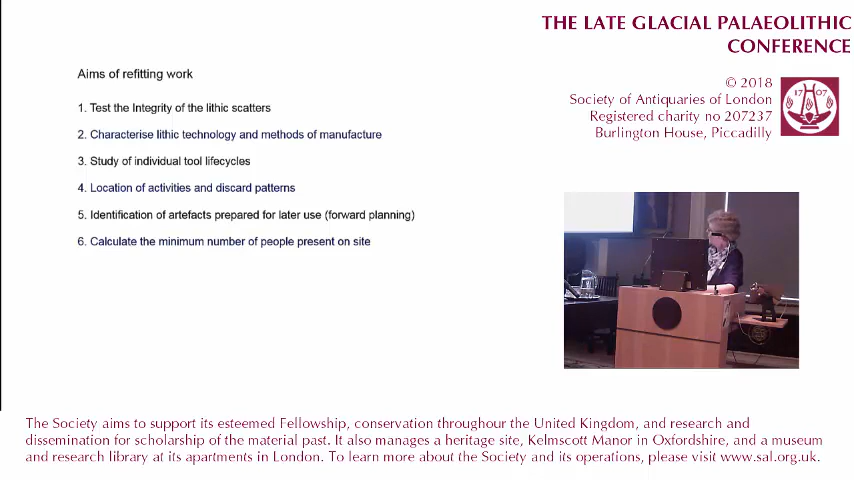 THE LATE GLACIAL PALAEOLITHIC
CONFERENCE
© 2018
Society of Antiquaries of London
Registered charity no 207237
Burlington House, Piccadilly
17 07
Aims of refitting work
1. Test the Integrity of the lithic scatters
2. Characterise lithic technology and methods of manufacture
3. Study of individual tool lifecycles
4. Location of activities and discard patterns
5. Identification of artefacts prepared for later use (forward planning)
6. Calculate the minimum number of people present on site
The Society aims to support its esteemed Fellowship, conservation throughour the United Kingdom, and research and
dissemination for scholarship of the material past. It also manages a heritage site, Kelmscott Manor in Oxfordshire, and a museum
and research library at its apartments in London. To learn more about the Society and its operations, please visit www.sal.org.uk.